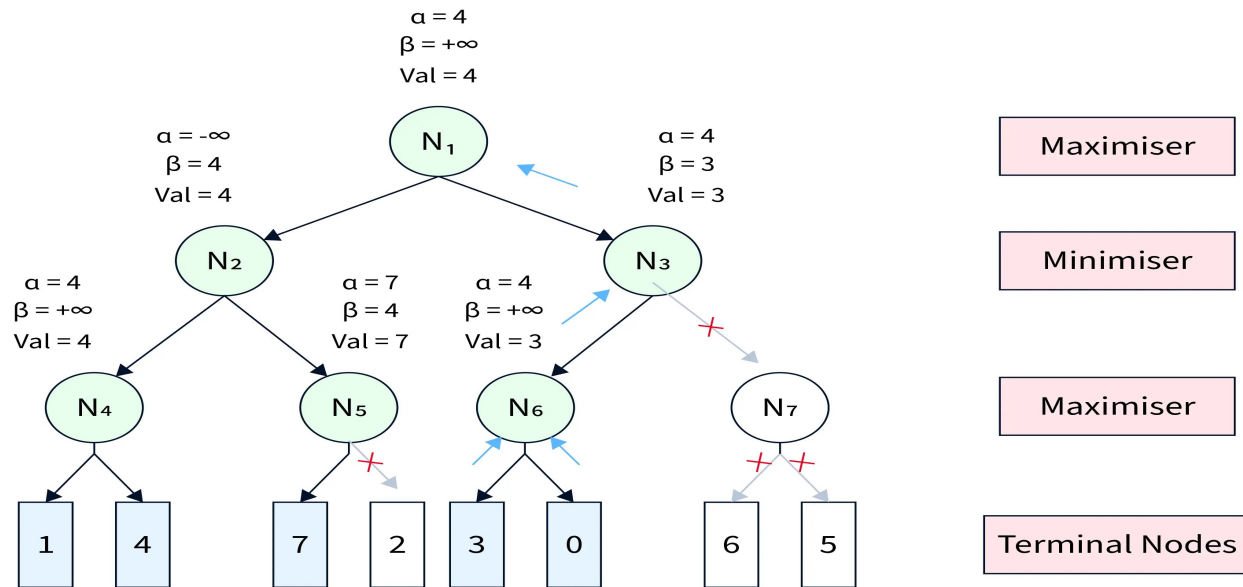 α = 4
β = +∞
Val = 4
N₁
Maximiser
α = -∞
β = 4
Val = 4
α = 4
β = 3
Val = 3
N₂
N₃
Minimiser
α = 4
β = +∞
Val = 4
α = 7
β = 4
Val = 7
α = 4
β = +∞
Val = 3
N₄
N₅
N₆
N₇
Maximiser
1
4
7
2
3
0
6
5
Terminal Nodes